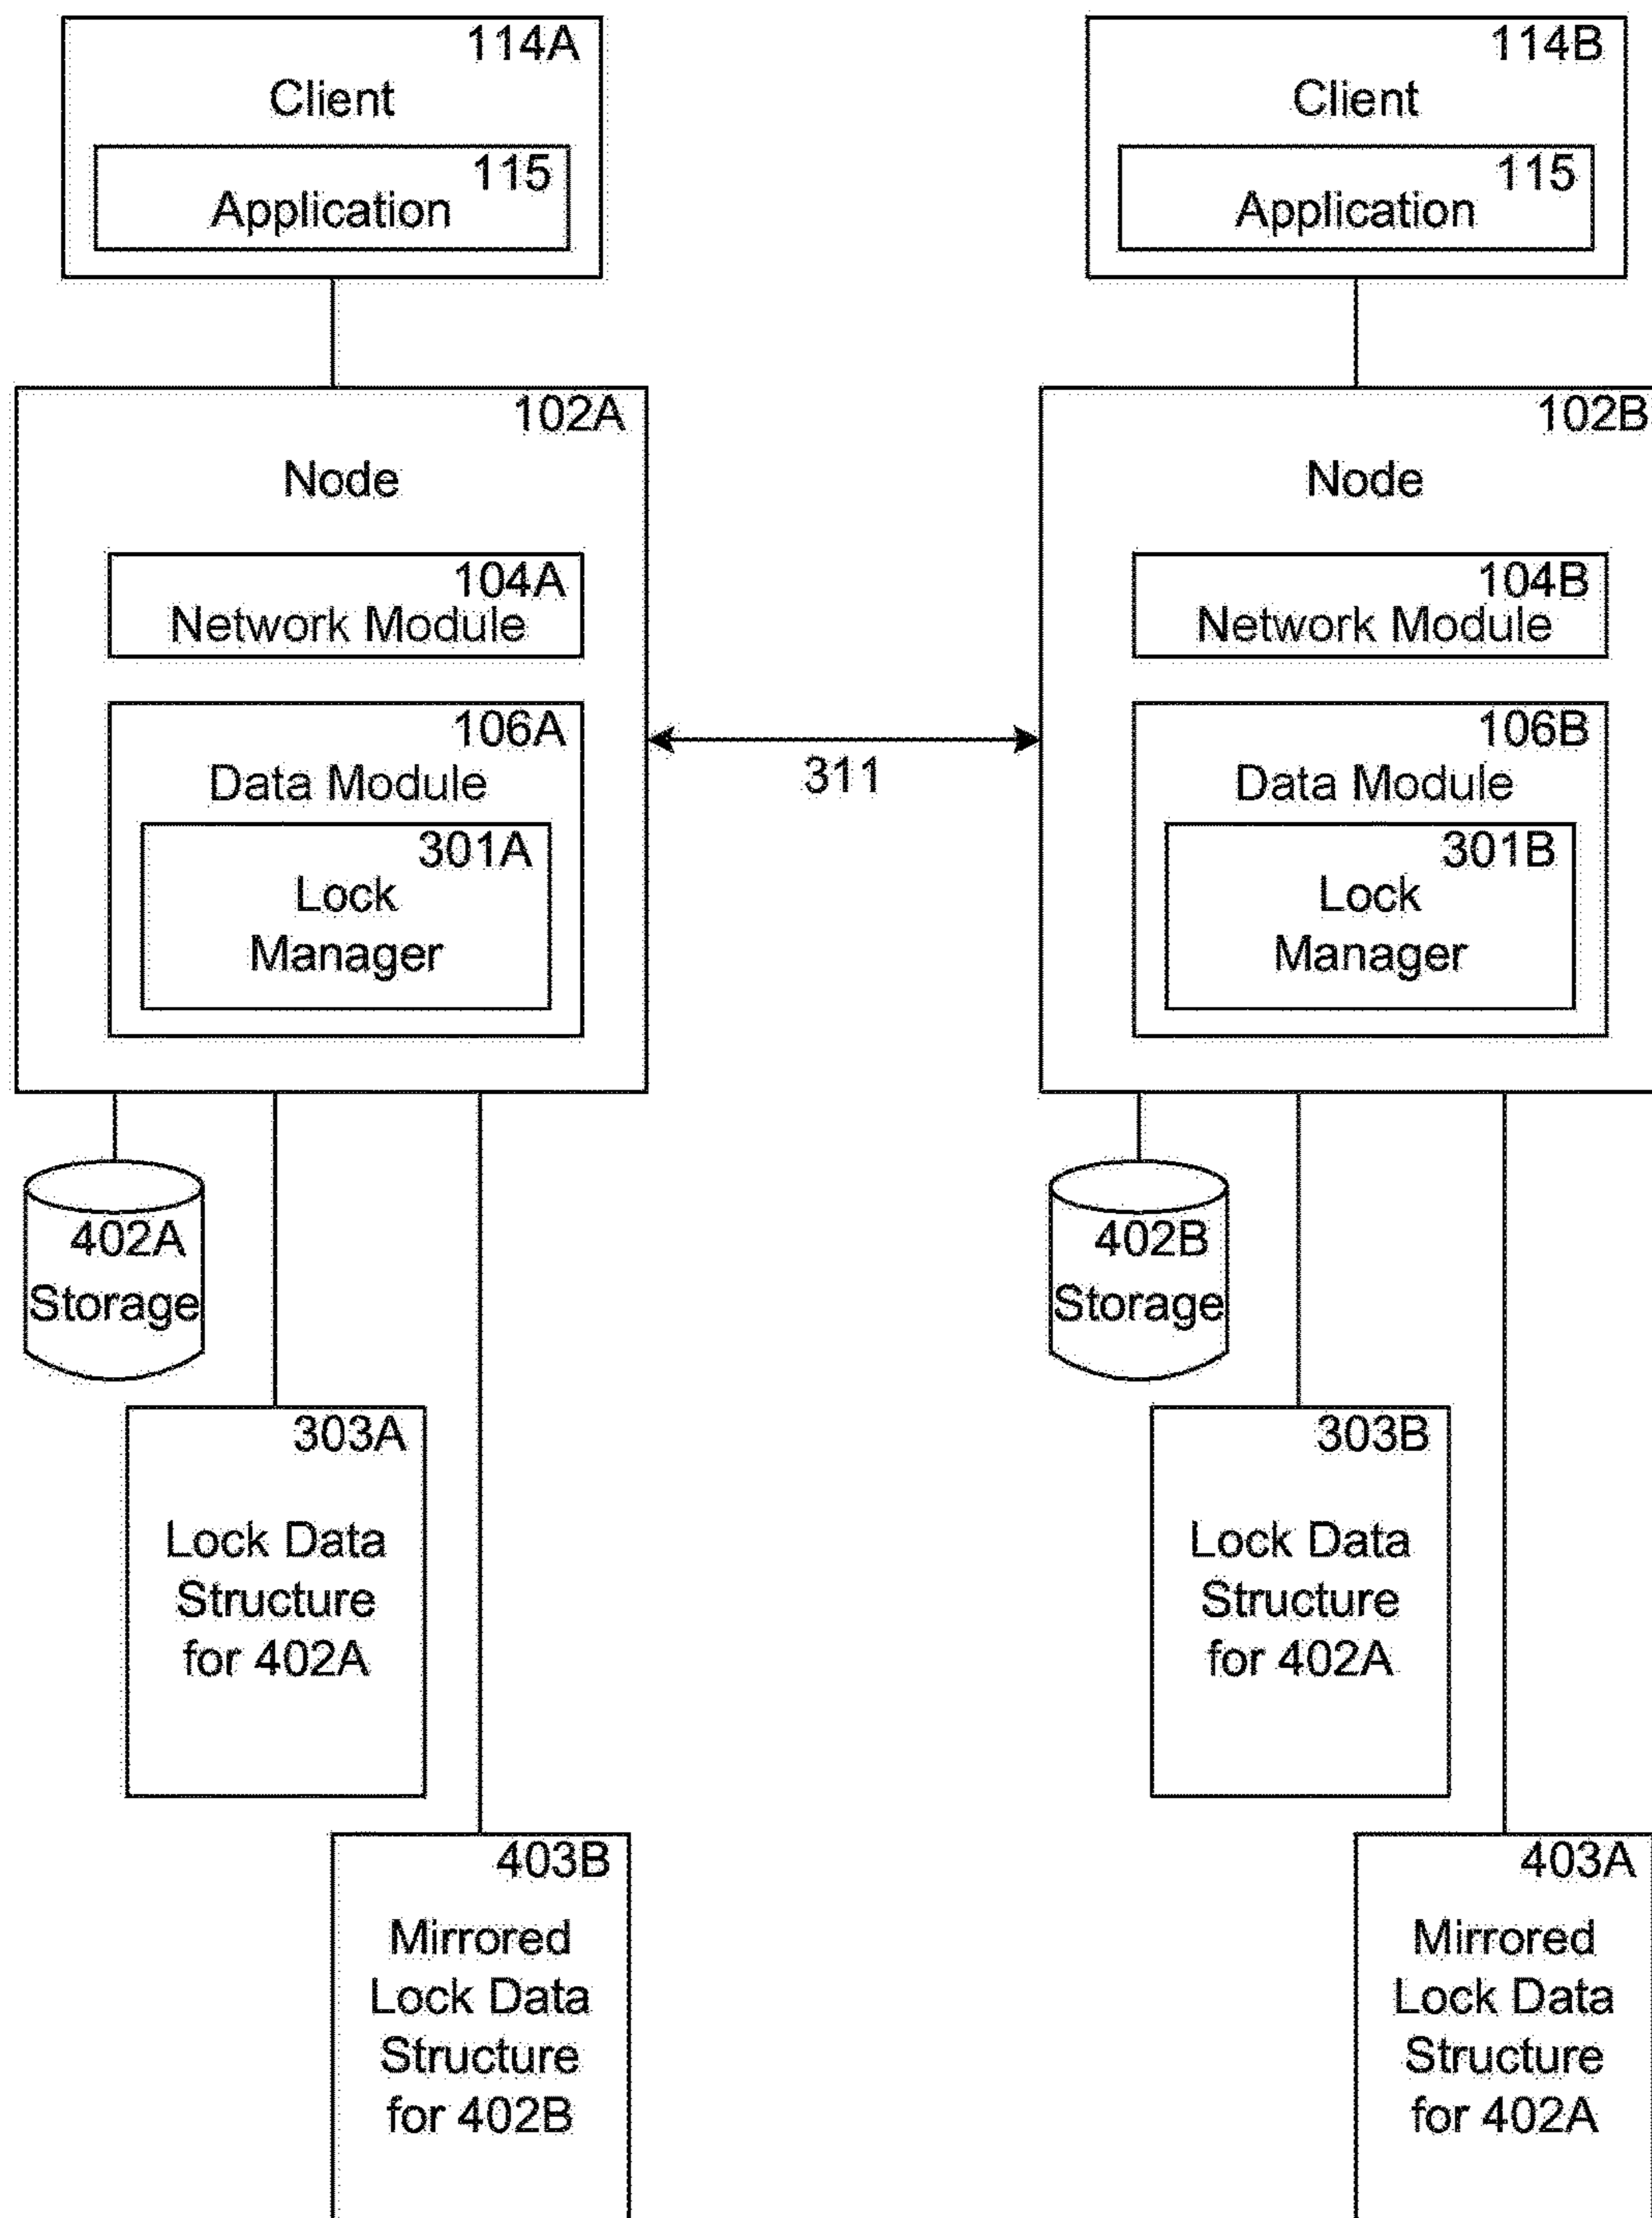 114A
Client
115
Application
114B
Client
115
Application
102A
Node
104A
Network Module
106A
Data Module
301A
Lock
Manager
311
102B
Node
104B
Network Module
106B
Data Module
301B
Lock
Manager
402A
Storage
303A
Lock Data
Structure
for 402A
403B
Mirrored
Lock Data
Structure
for 402B
402B
Storage
303B
Lock Data
Structure
for 402A
403A
Mirrored
Lock Data
Structure
for 402A